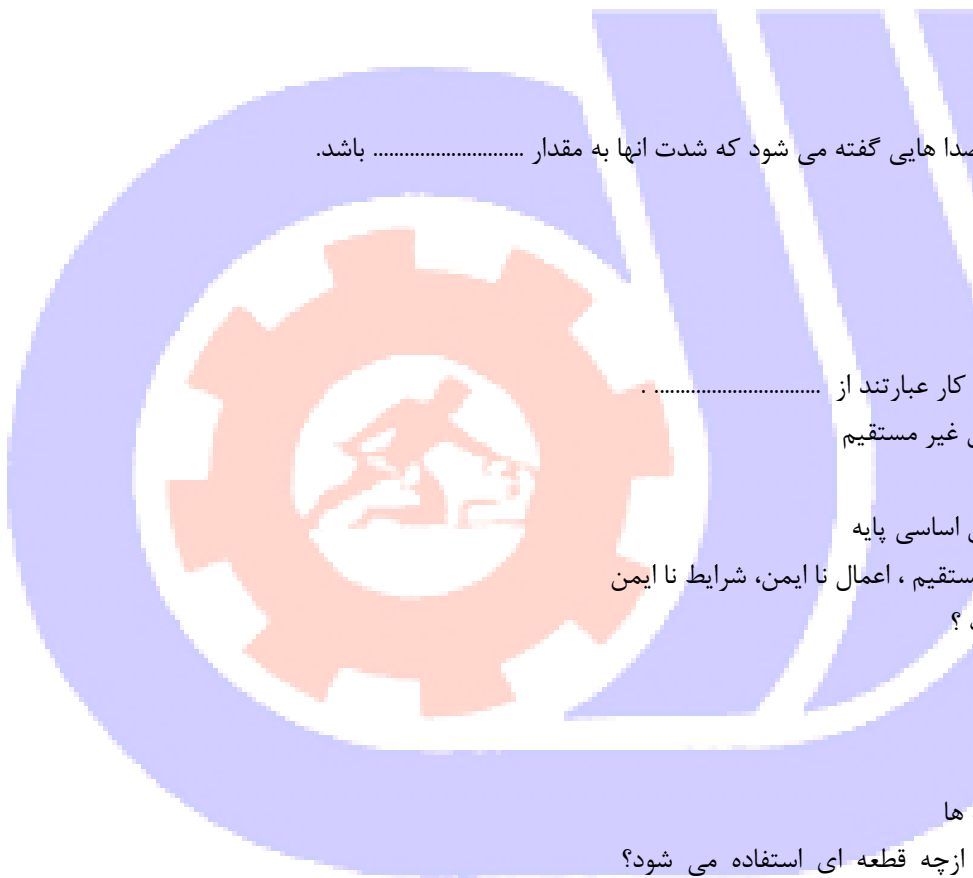 صدا هایی گفته می شود که شدت انها به مقدار ............................ باشد.
کار عبارتند از ............................... .
غیر مستقیم
اساسی پایه
ستقیم ، اعمال نا ایمن، شرایط نا ایمن
؟
ها
ازچه قطعه ای استفاده می شود؟